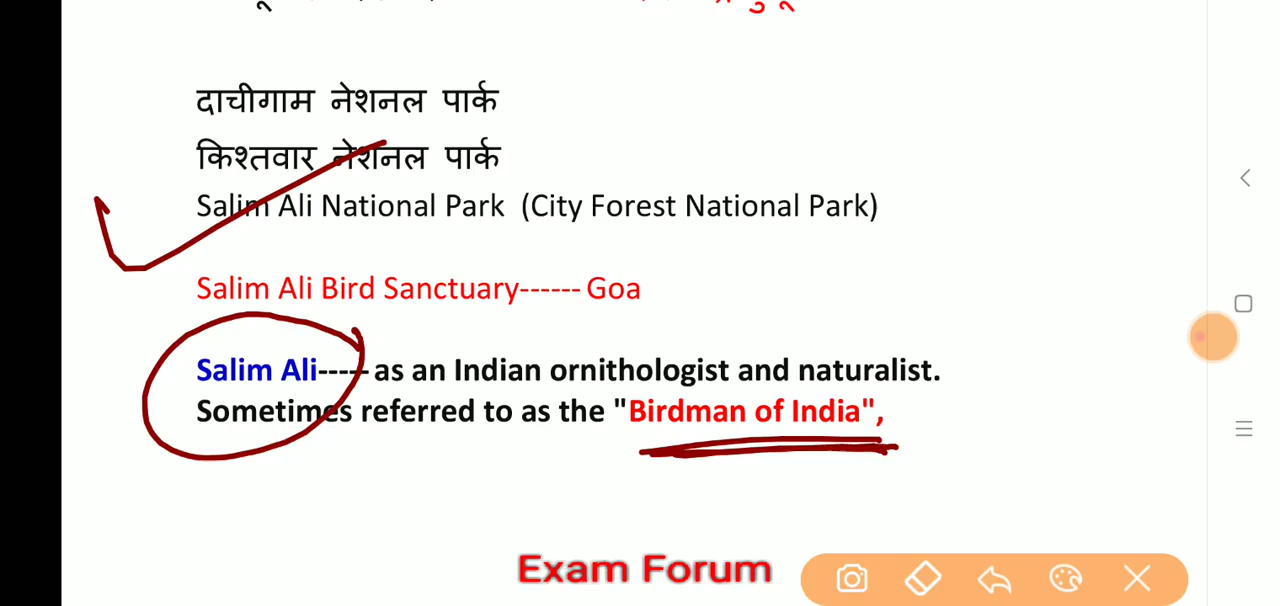 दाचीगाम नेशनल पार्क
किश्तवार नेशनल पार्क
Salim Ali National Park (City Forest National Park)
Salim Ali Bird Sanctuary------ Goa
Salim Ali----- as an Indian ornithologist and naturalist.
Sometimes referred to as the "Birdman of India",
Exam Forum